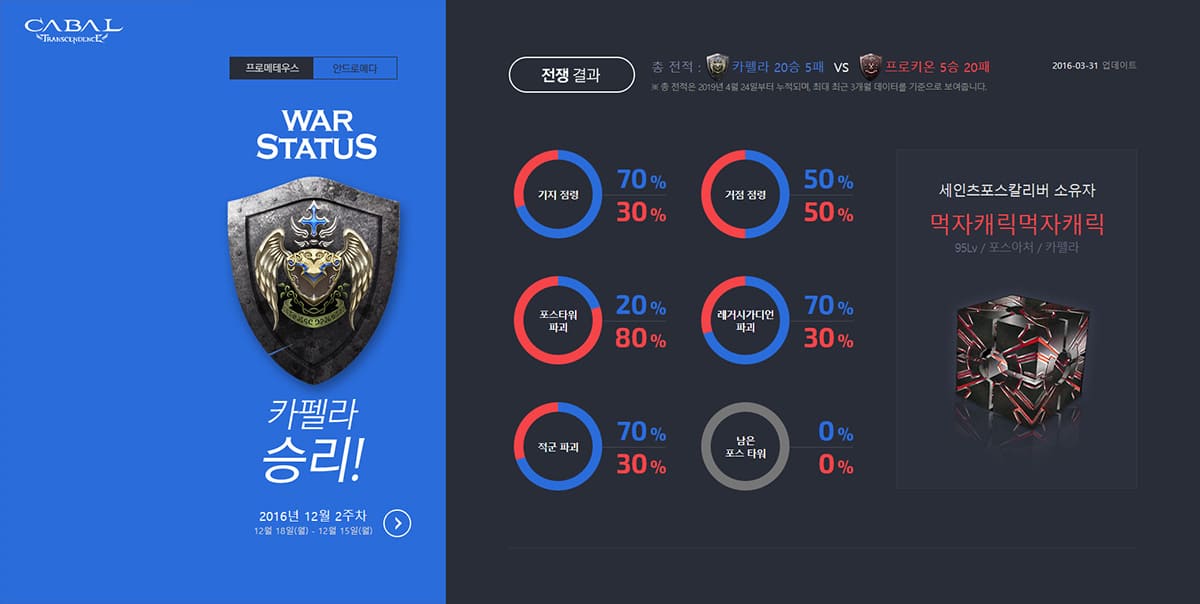 CABAL
TRANSCENDENCE
프로메테우스
안드로메다
WAR
STATUS
카펠라
승리!
2016년 12월 2주차
12월 18일(월) - 12월 15일(월)
전쟁 결과
총 전적 : 카펠라 20승 5패 VS 프로키온 5승 20패
※ 총 전적은 2019년 4월 24일부터 누적되며, 최대 최근 3개월 데이터를 기준으로 보여줍니다.
2016-03-31 업데이트
기지 점령
70%
30%
거점 점령
50%
50%
포스타워
파괴
20%
80%
레거시가디언
파괴
70%
30%
적군 파괴
70%
30%
남은
포스 타워
0%
0%
세인츠포스칼리버 소유자
먹자캐릭먹자캐릭
95Lv / 포스아처 / 카펠라